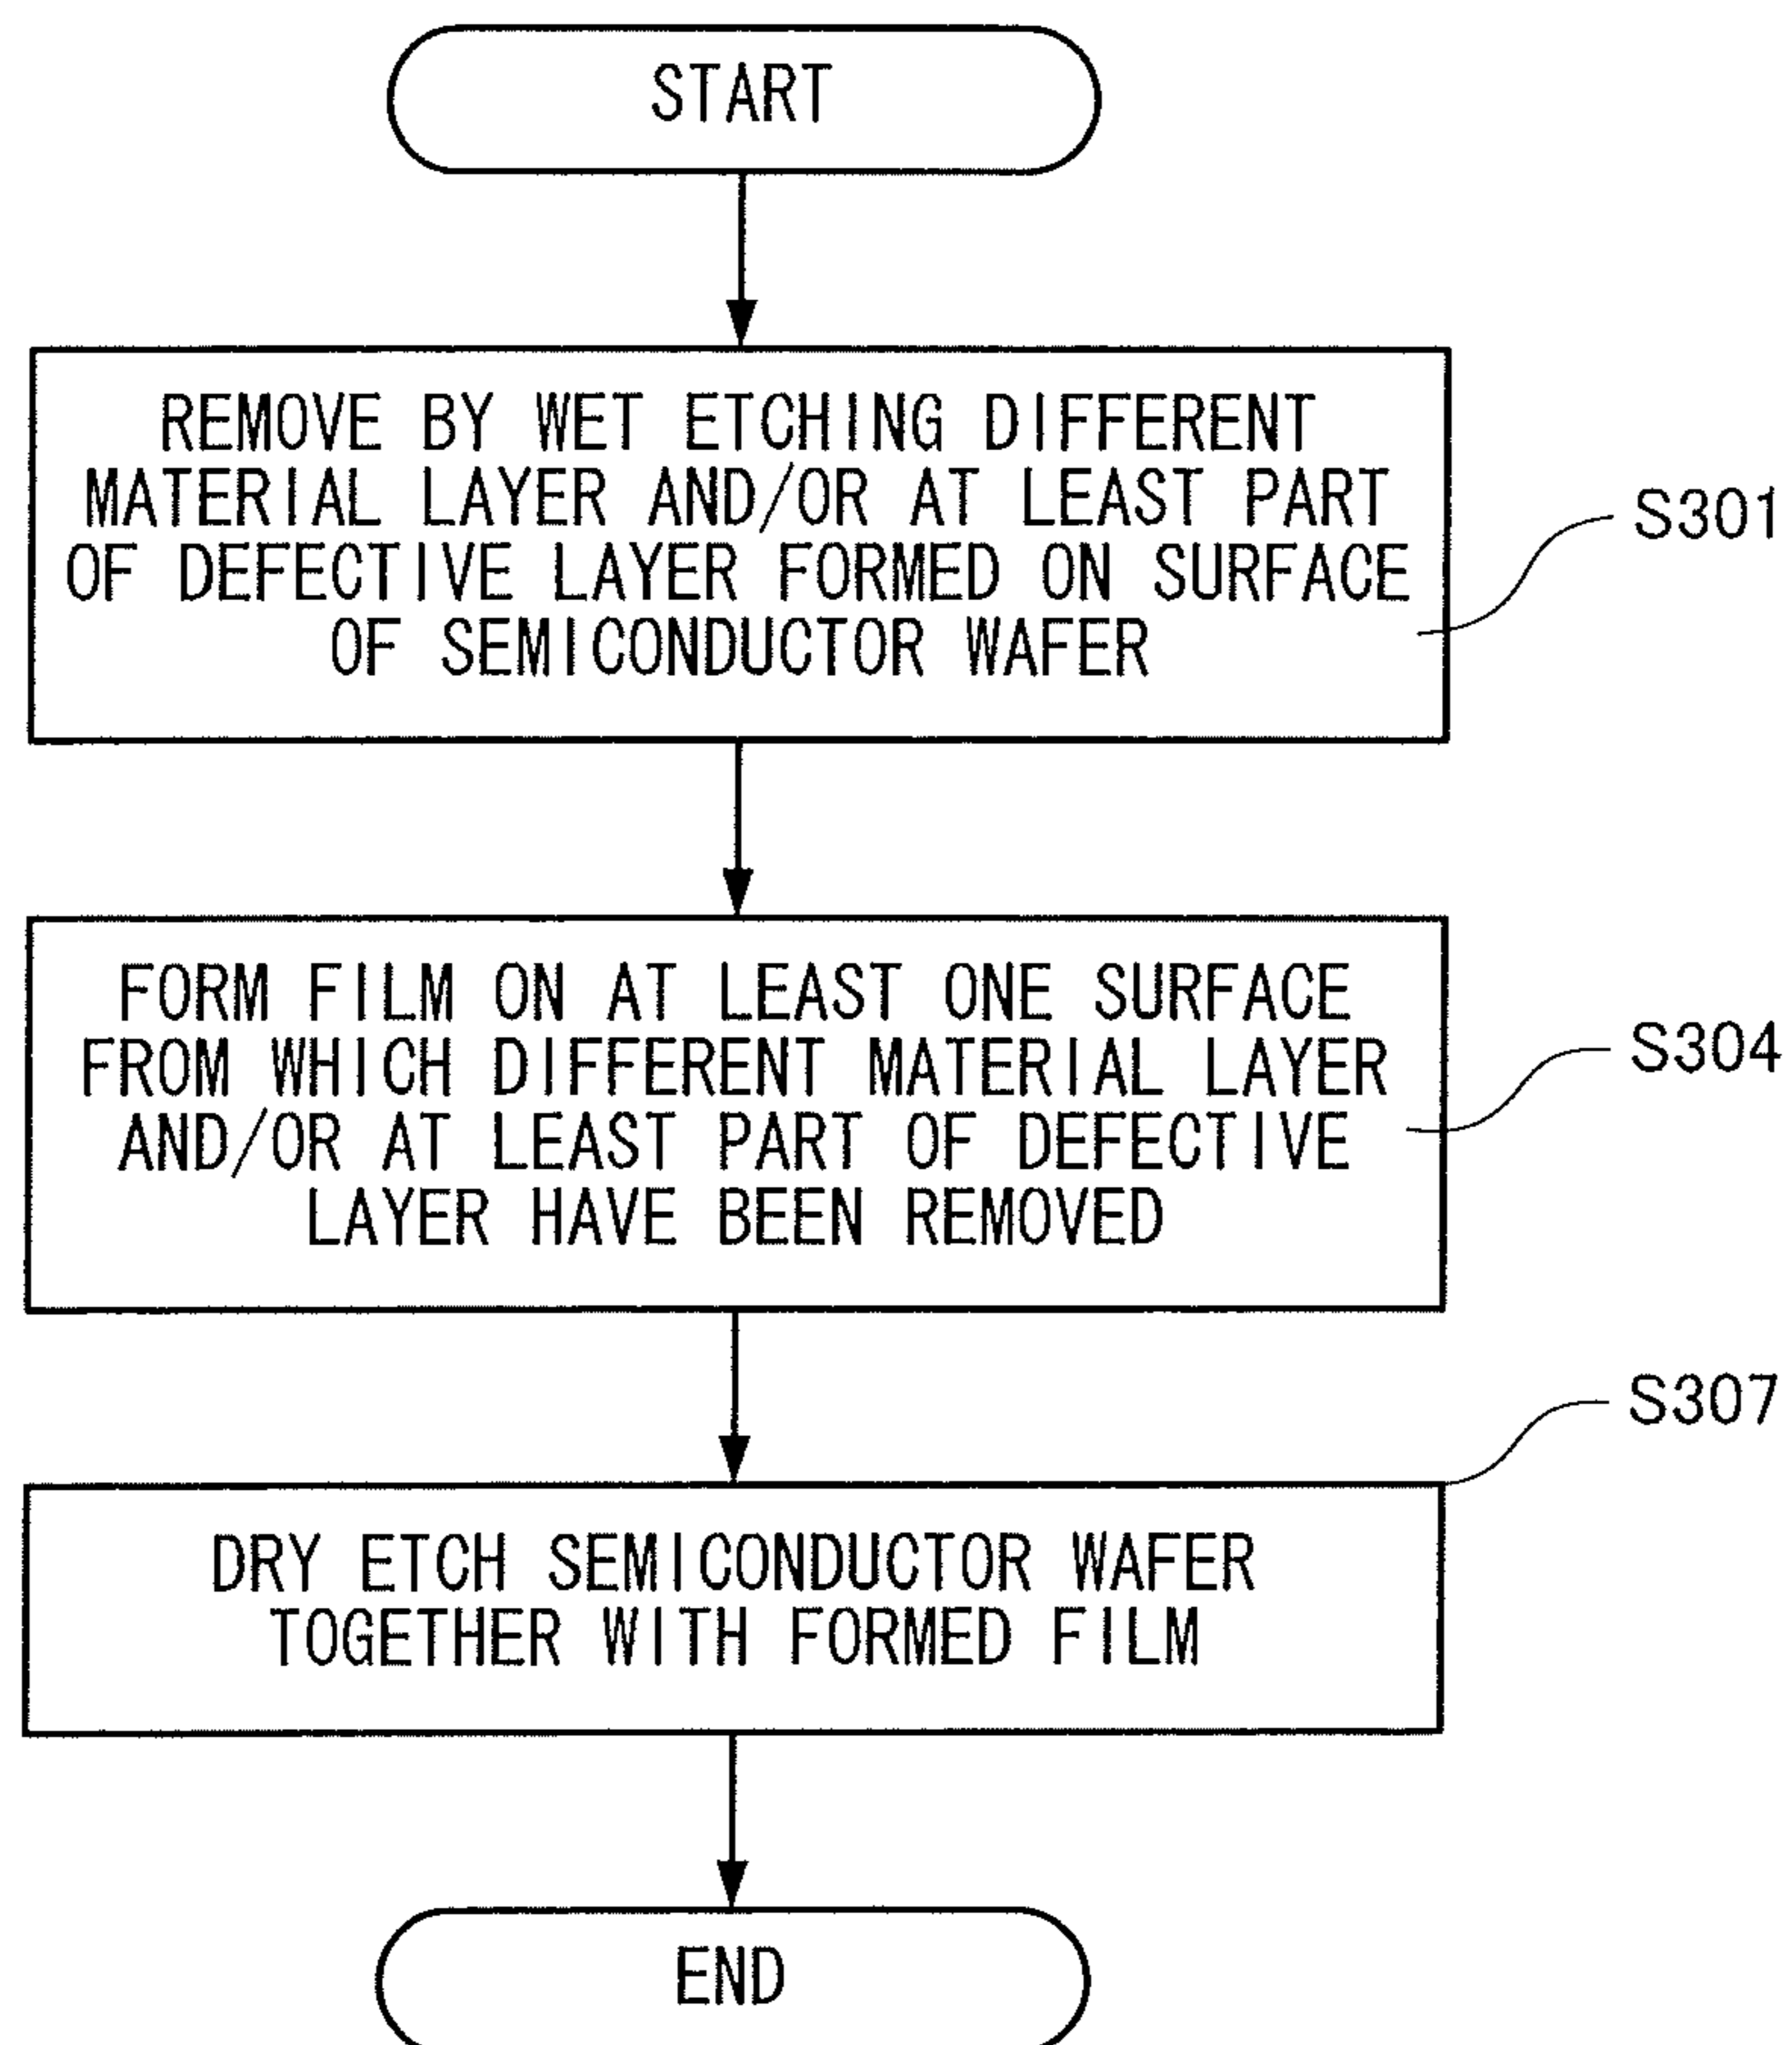 START
REMOVE BY WET ETCHING DIFFERENT
MATERIAL LAYER AND/OR AT LEAST PART
OF DEFECTIVE LAYER FORMED ON SURFACE
OF SEMICONDUCTOR WAFER
S301
FORM FILM ON AT LEAST ONE SURFACE
FROM WHICH DIFFERENT MATERIAL LAYER
AND/OR AT LEAST PART OF DEFECTIVE
LAYER HAVE BEEN REMOVED
S304
S307
DRY ETCH SEMICONDUCTOR WAFER
TOGETHER WITH FORMED FILM
END